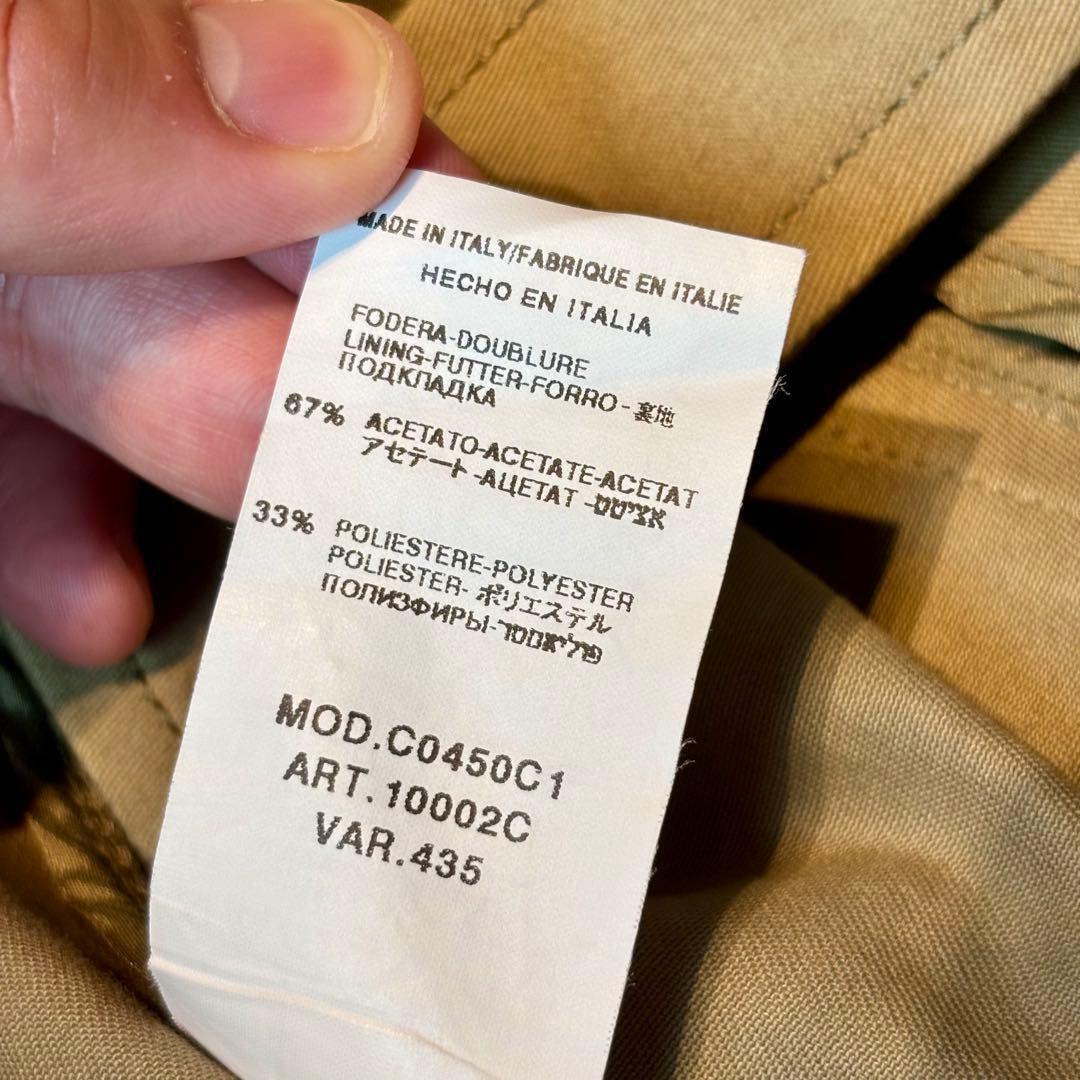 MADE IN ITALY/FABRIQUE EN ITALIE
HECHO EN ITALIA
FODERA-DOUBLURE
LINING-FUTTER-FORRO-裏地
ПОДКЛАДКА
67% ACETATO-ACETATE-ACETAT
アセテート-АЦЕТАТ-אציטט
33% POLIESTERE-POLYESTER
POLIESTER-ポリエステル
ПОЛИЭФИРЫ-פוליאסטר
MOD.C0450C1
ART.10002C
VAR.435